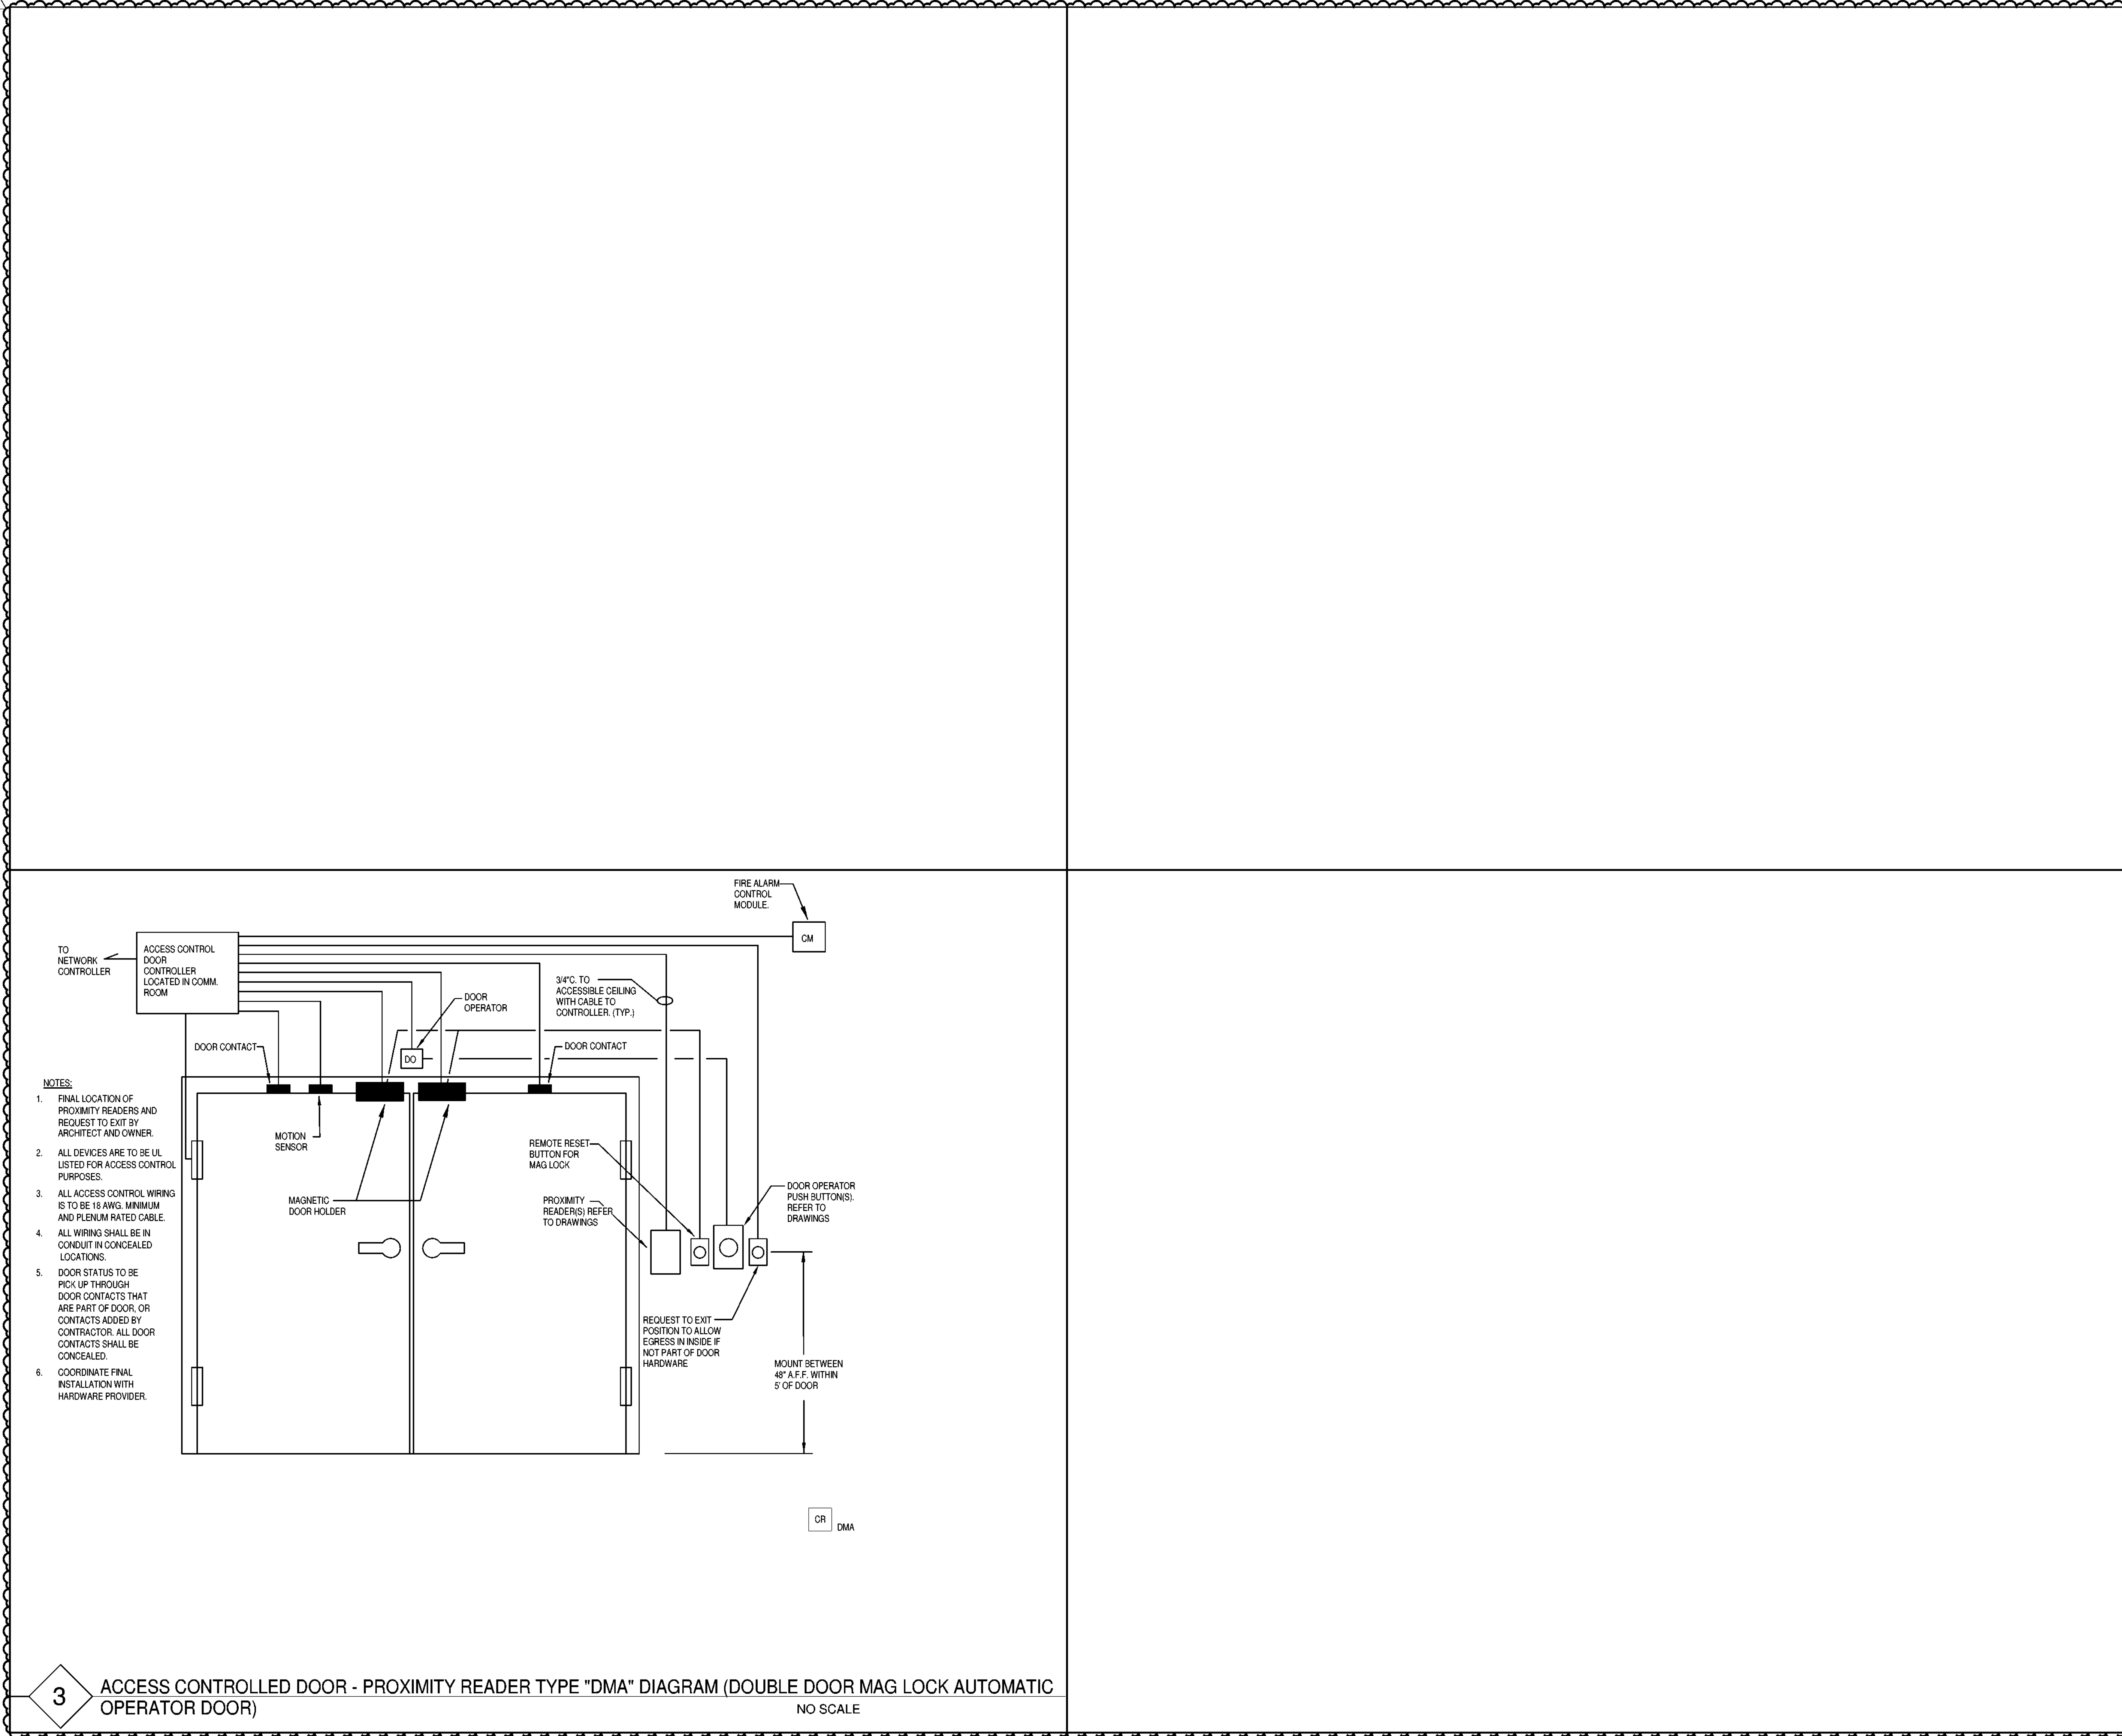 FIRE ALARM
CONTROL
MODULE.
CM
TO
NETWORK
CONTROLLER
ACCESS CONTROL
DOOR
CONTROLLER
LOCATED IN COMM.
ROOM
DOOR
OPERATOR
3/4"C. TO
ACCESSIBLE CEILING
WITH CABLE TO
CONTROLLER. (TYP.)
DOOR CONTACT
DO
DOOR CONTACT
NOTES:
1. FINAL LOCATION OF
PROXIMITY READERS AND
REQUEST TO EXIT BY
ARCHITECT AND OWNER.
2. ALL DEVICES ARE TO BE UL
LISTED FOR ACCESS CONTROL
PURPOSES.
3. ALL ACCESS CONTROL WIRING
IS TO BE 18 AWG. MINIMUM
AND PLENUM RATED CABLE.
4. ALL WIRING SHALL BE IN
CONDUIT IN CONCEALED
LOCATIONS.
5. DOOR STATUS TO BE
PICK UP THROUGH
DOOR CONTACTS THAT
ARE PART OF DOOR, OR
CONTACTS ADDED BY
CONTRACTOR. ALL DOOR
CONTACTS SHALL BE
CONCEALED.
6. COORDINATE FINAL
INSTALLATION WITH
HARDWARE PROVIDER.
MOTION
SENSOR
MAGNETIC
DOOR HOLDER
REMOTE RESET
BUTTON FOR
MAG LOCK
PROXIMITY
READER(S) REFER
TO DRAWINGS
DOOR OPERATOR
PUSH BUTTON(S).
REFER TO
DRAWINGS
REQUEST TO EXIT
POSITION TO ALLOW
EGRESS IN INSIDE IF
NOT PART OF DOOR
HARDWARE
MOUNT BETWEEN
48" A.F.F. WITHIN
5' OF DOOR
CR
DMA
3
ACCESS CONTROLLED DOOR - PROXIMITY READER TYPE "DMA" DIAGRAM (DOUBLE DOOR MAG LOCK AUTOMATIC
OPERATOR DOOR)
NO SCALE